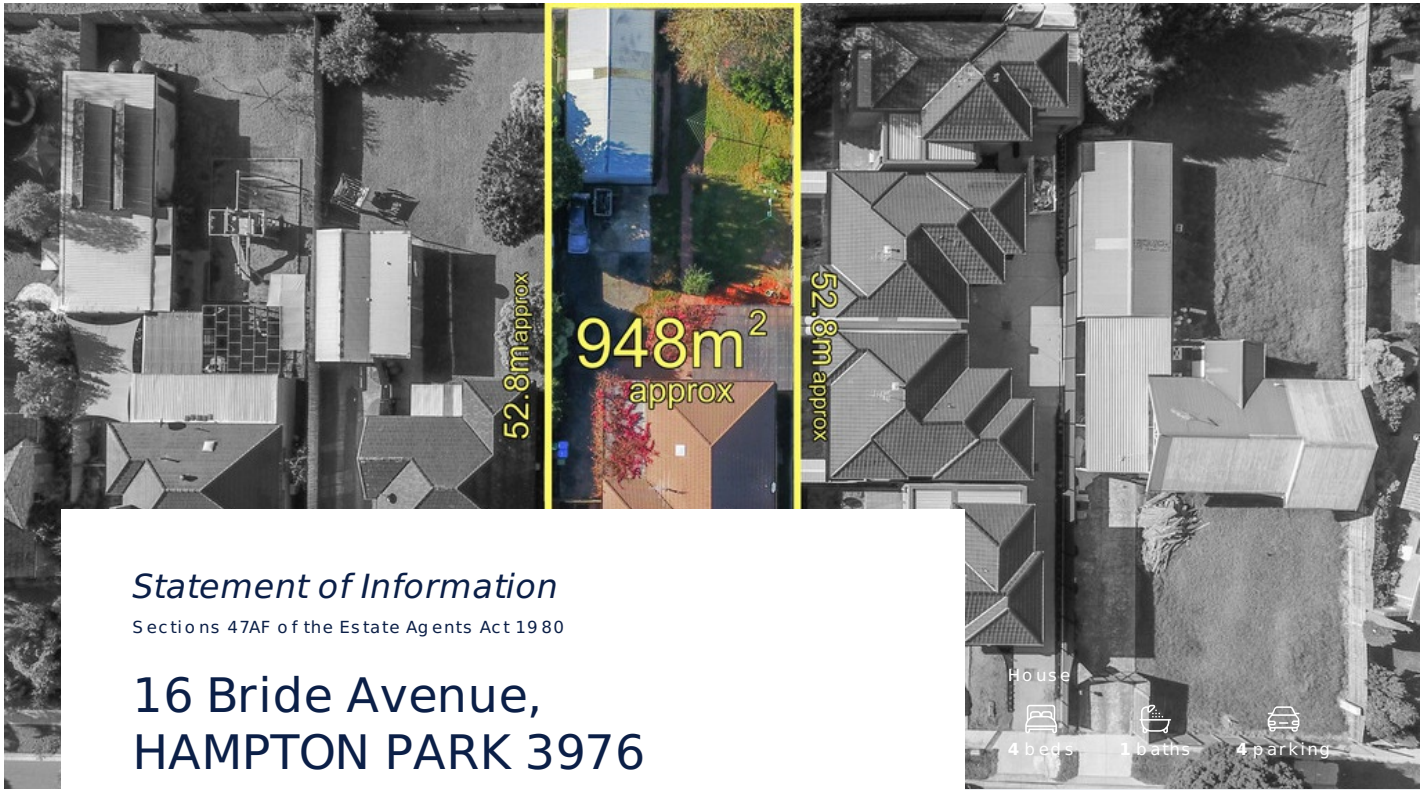 52.8m approx
948m²
approx
52.8m approx
Statement of Information
Sections 47AF of the Estate Agents Act 1980
16 Bride Avenue,
HAMPTON PARK 3976
House
4 beds 1 baths 4 parking